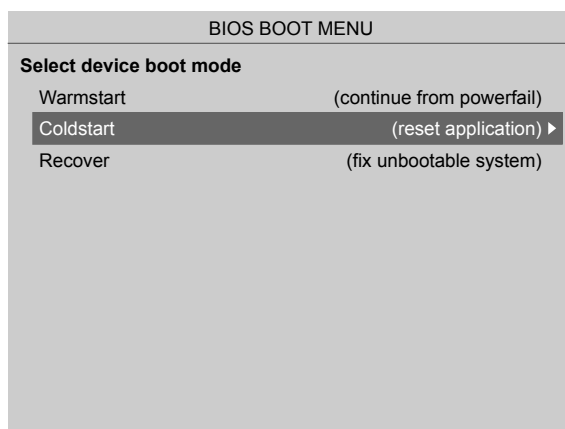 BIOS BOOT MENU
Select device boot mode
Warmstart (continue from powerfail)
Coldstart (reset application)
Recover (fix unbootable system)